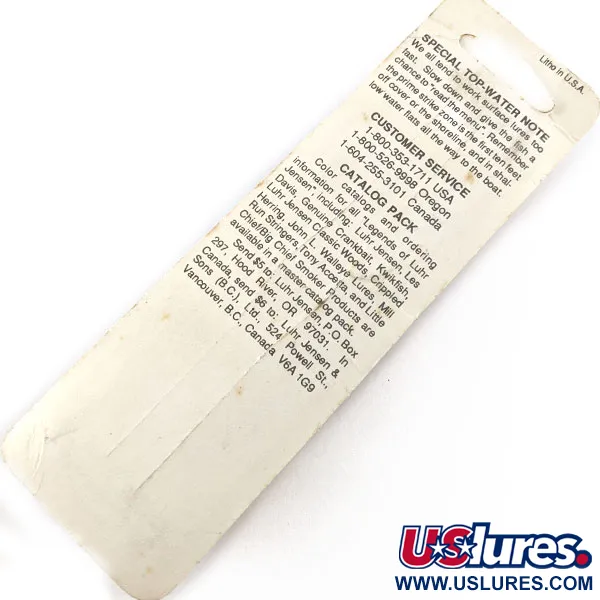 Litho in U.S.A.
SPECIAL TOP-WATER NOTE
We all tend to work surface lures too
fast. Slow down and give the fish a
chance to "read the menu". Remember
the prime strike zone is the first ten feet
off cover or the shoreline, and in shal-
low water flats all the way to the boat.
CUSTOMER SERVICE
1-800-353-1711 USA
1-800-526-9998 Oregon
1-604-255-3101 Canada
CATALOG PACK
Color catalogs and ordering
information for all "Legends of Luhr
Jensen", including: Luhr Jensen, Les
Davis, Genuine Crankbait, Kwikfish,
Luhr Jensen Classic Woods, Crippled
Herring, John L. Walleye Lures, Mill
Run Stringers, Tony Accetta, and Little
Chief/Big Chief Smoker Products are
available in a master catalog pack.
Send $5 to: Luhr Jensen, P.O. Box
297, Hood River, OR 97031. In
Canada, send $6 to: Luhr Jensen &
Sons (B.C.), Ltd. 524 Powell St.,
Vancouver, B.C. Canada V6A 1G9
USlures.
WWW.USLURES.COM